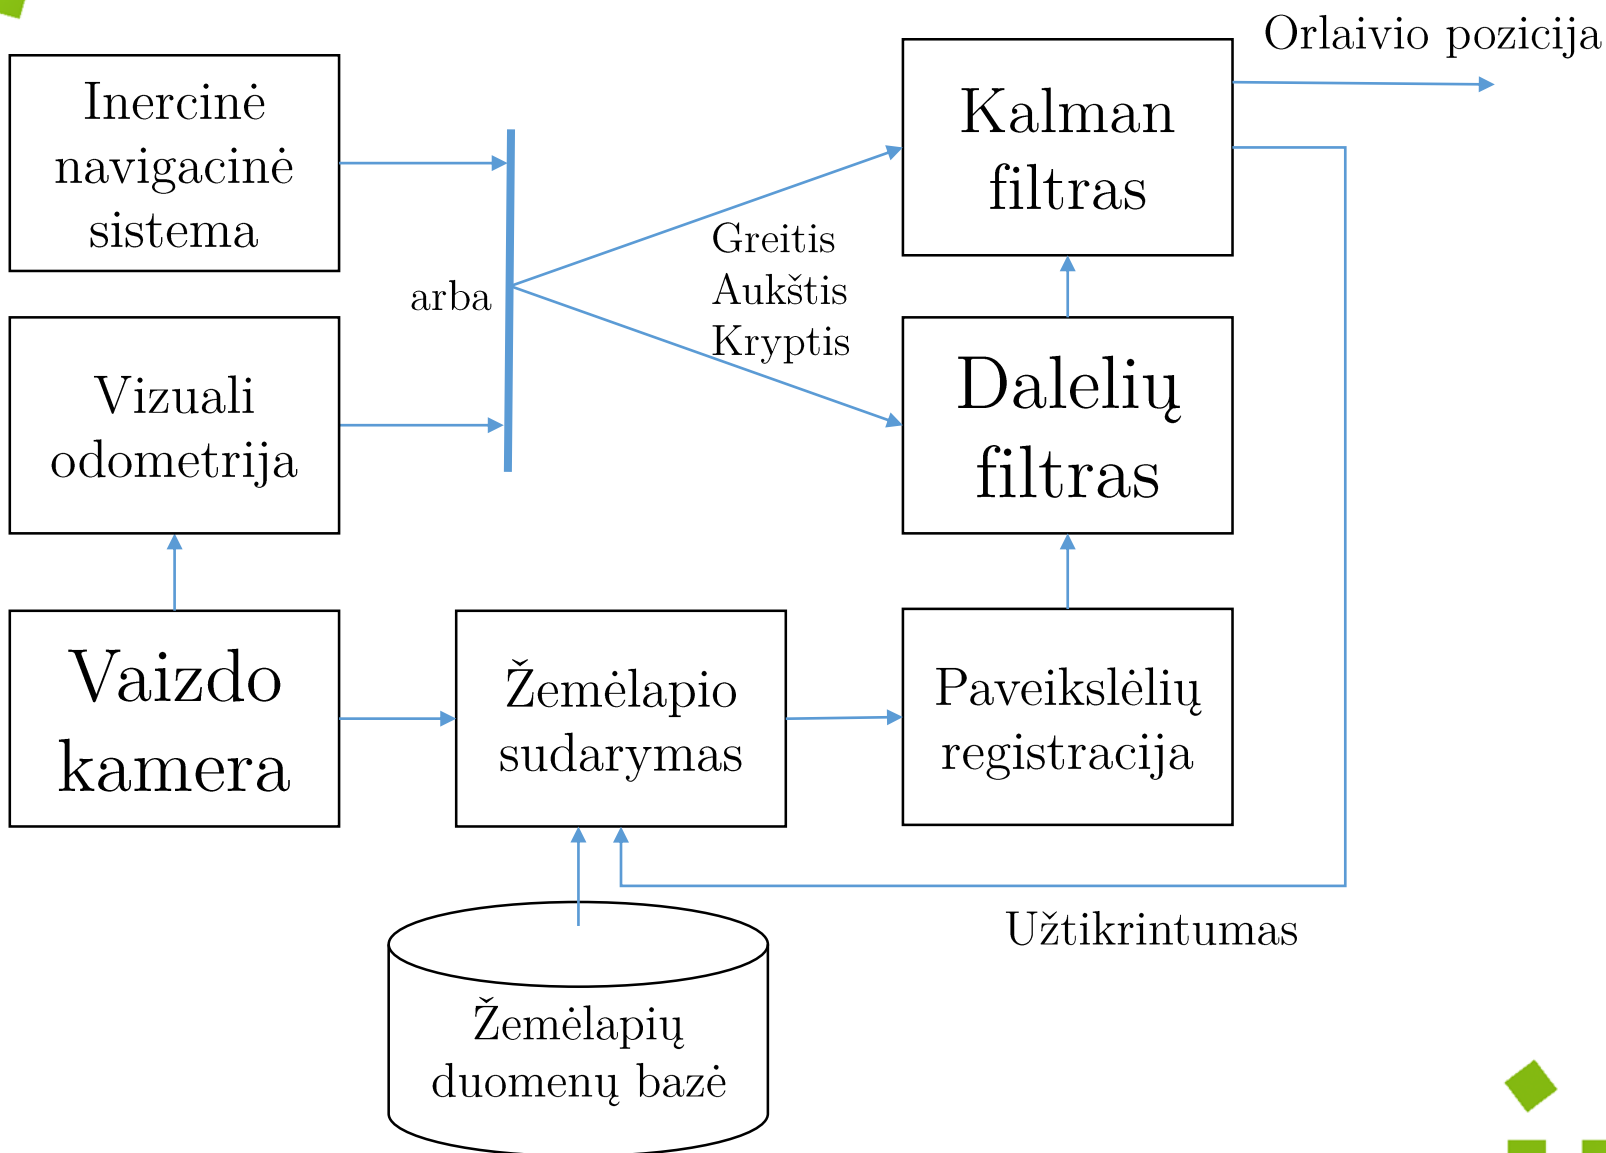 Orlaivio pozicija
Inercinė
navigacinė
sistema
Kalman
filtras
Greitis
Aukštis
Kryptis
arba
Vizuali
odometrija
Dalelių
filtras
Vaizdo
kamera
Žemėlapio
sudarymas
Paveikslėlių
registracija
Užtikrintumas
Žemėlapių
duomenų bazė